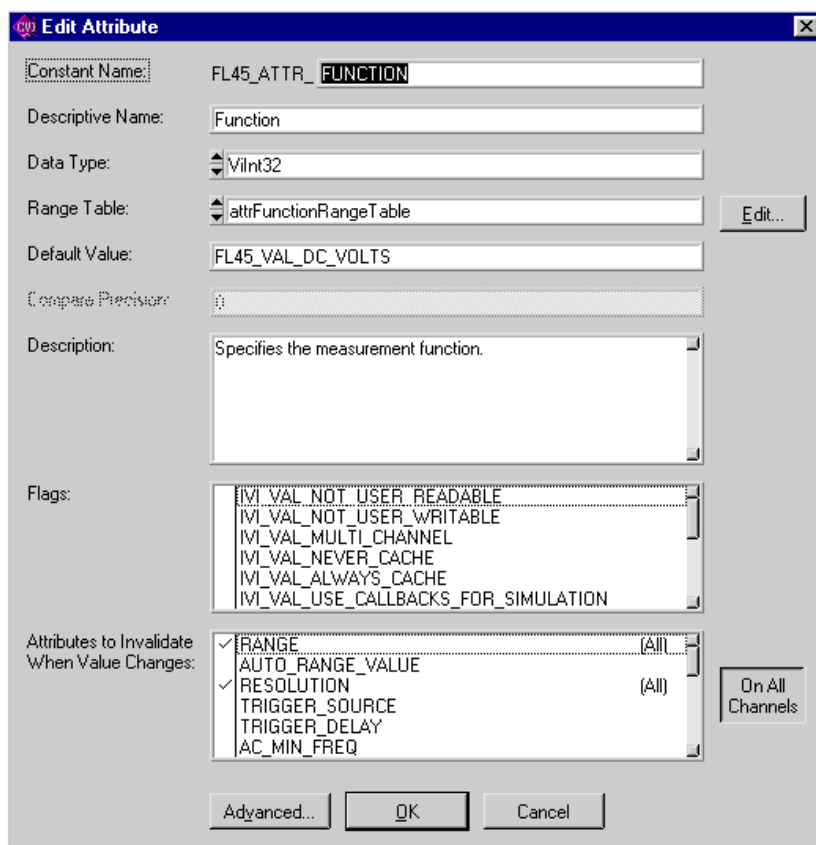 CVI Edit Attribute
Constant Name: FL45_ATTR_ FUNCTION
Descriptive Name: Function
Data Type: ViInt32
Range Table: attrFunctionRangeTable Edit...
Default Value: FL45_VAL_DC_VOLTS
Compare Precision: 0
Description: Specifies the measurement function.
Flags: IVI_VAL_NOT_USER_READABLE
IVI_VAL_NOT_USER_WRITABLE
IVI_VAL_MULTI_CHANNEL
IVI_VAL_NEVER_CACHE
IVI_VAL_ALWAYS_CACHE
IVI_VAL_USE_CALLBACKS_FOR_SIMULATION
Attributes to Invalidate RANGE (All)
When Value Changes: AUTO_RANGE_VALUE
RESOLUTION (All) On All
TRIGGER_SOURCE Channels
TRIGGER_DELAY
AC_MIN_FREQ
Advanced... OK Cancel